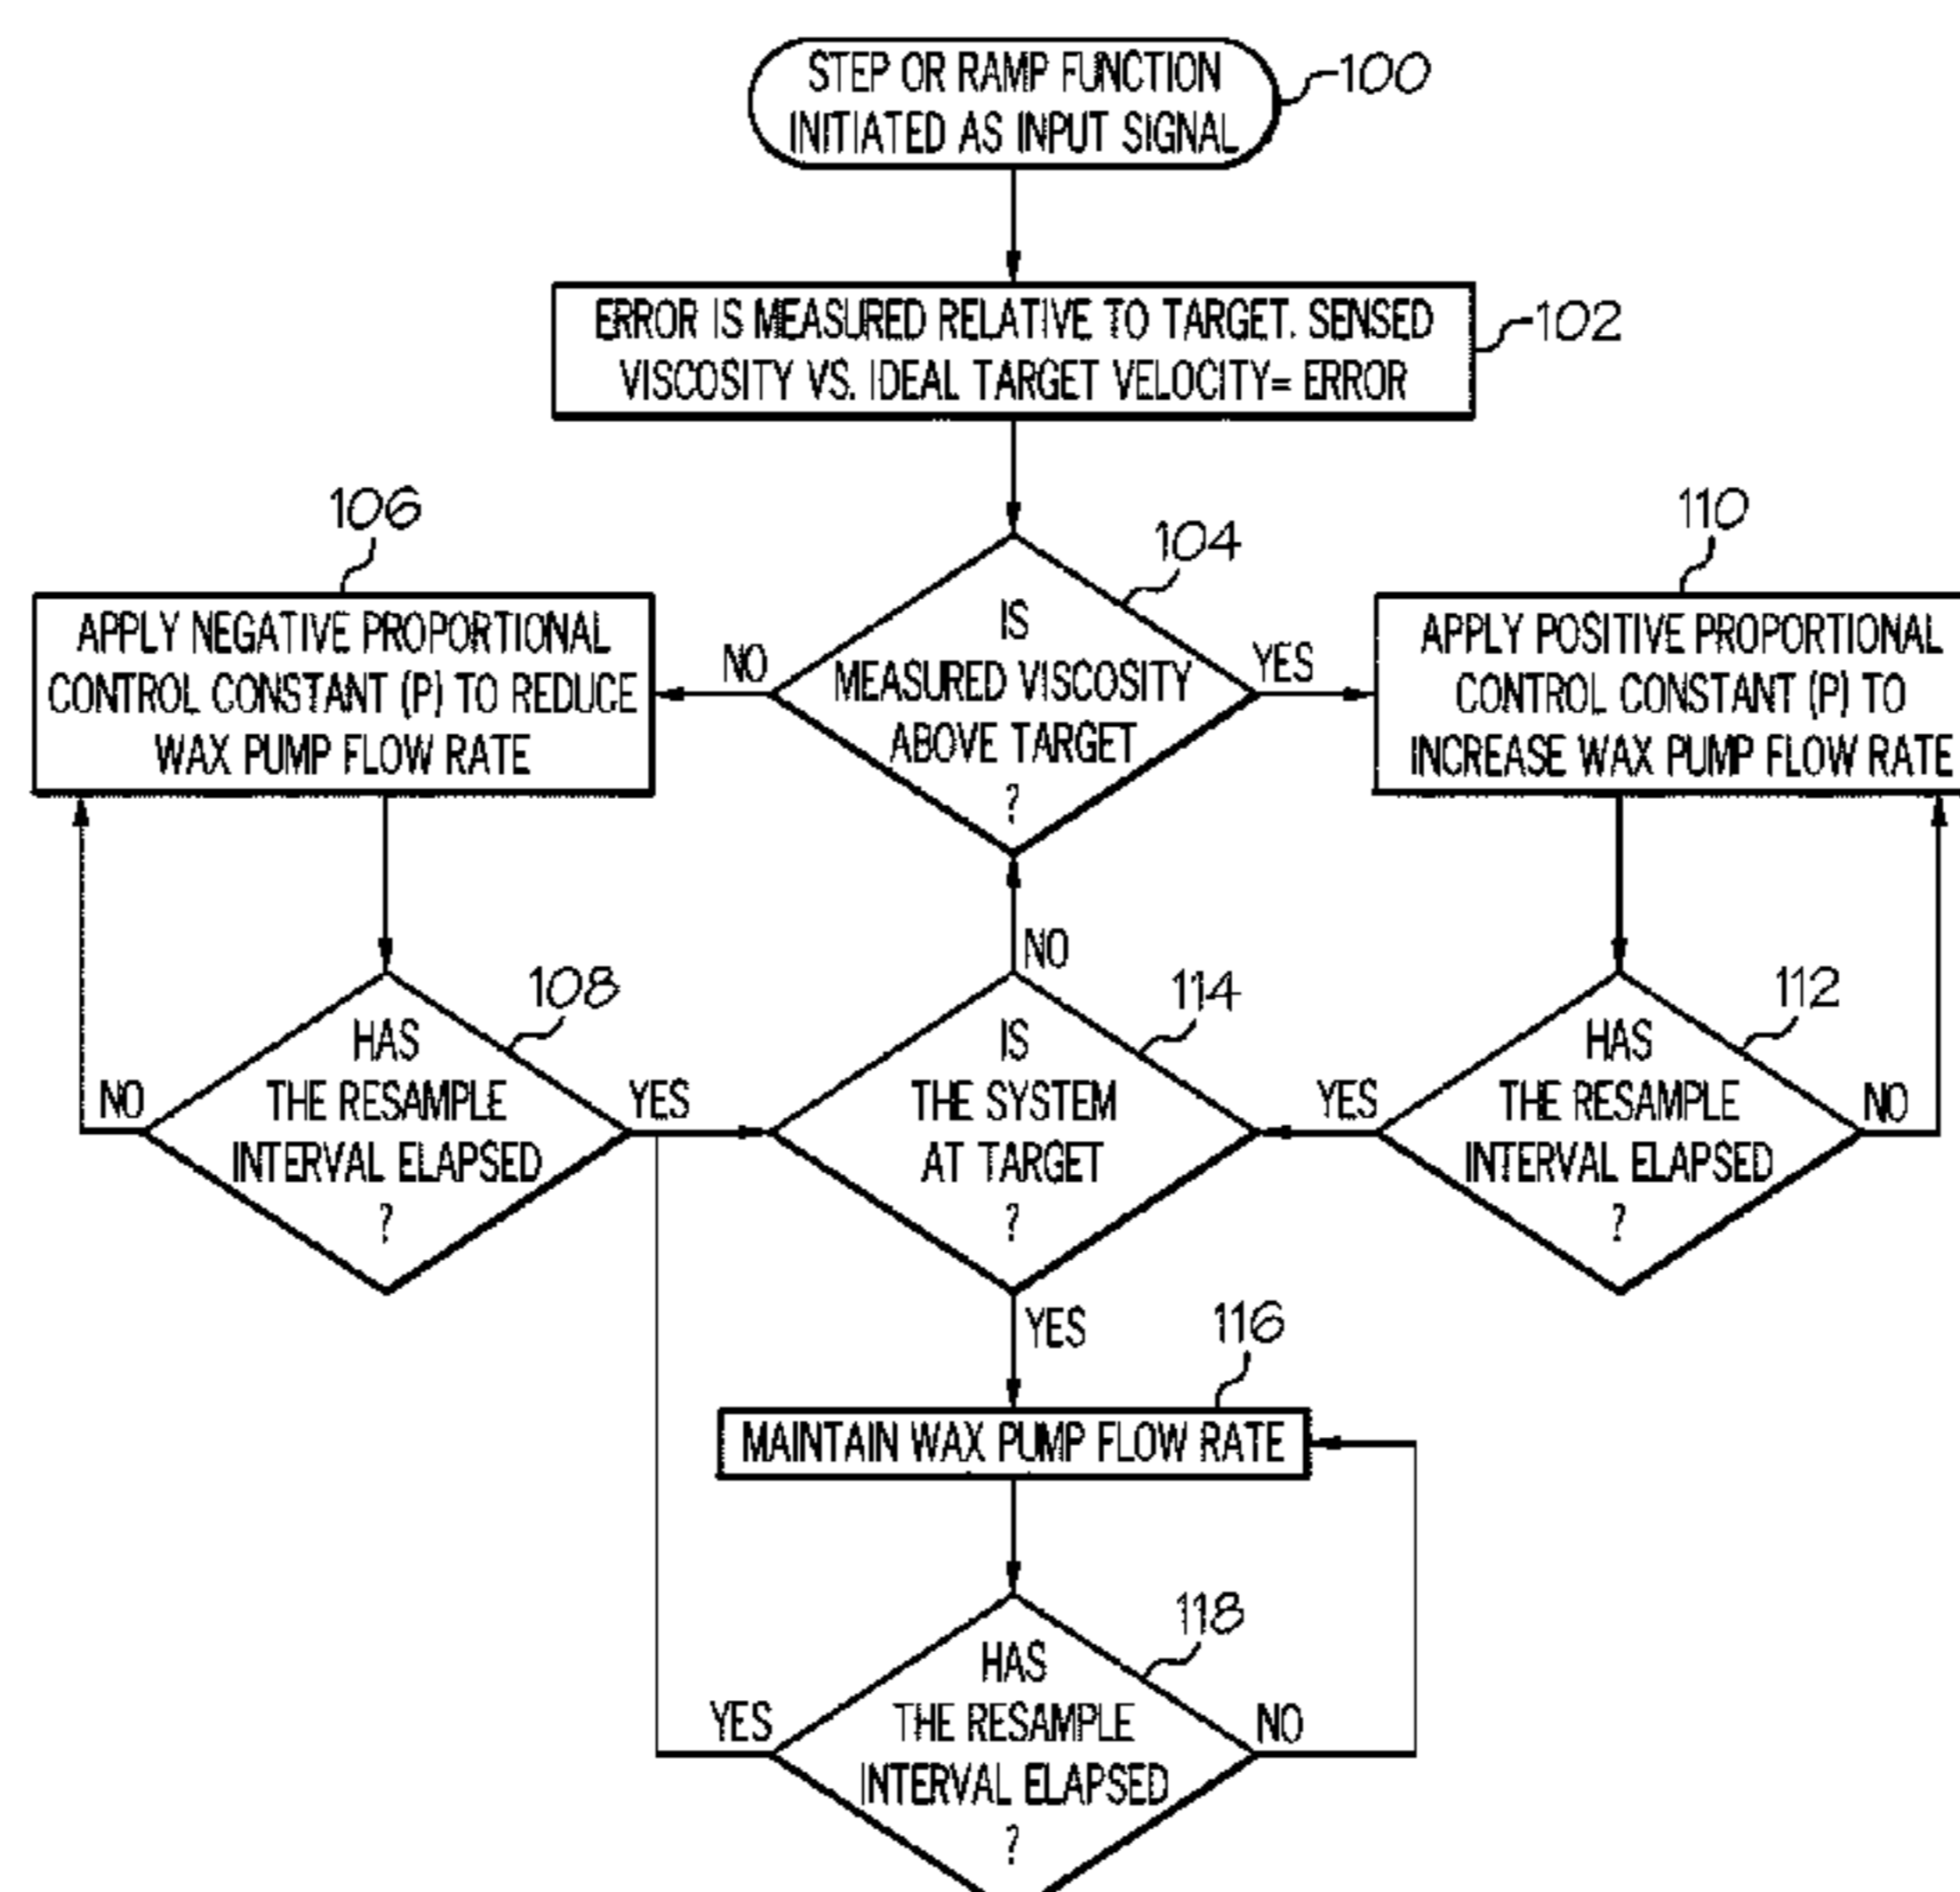 STEP OR RAMP FUNCTION
INITIATED AS INPUT SIGNAL
100
ERROR IS MEASURED RELATIVE TO TARGET. SENSED
VISCOSITY VS. IDEAL TARGET VELOCITY= ERROR
102
106
APPLY NEGATIVE PROPORTIONAL
CONTROL CONSTANT (P) TO REDUCE
WAX PUMP FLOW RATE
NO
104
IS
MEASURED VISCOSITY
ABOVE TARGET
?
YES
110
APPLY POSITIVE PROPORTIONAL
CONTROL CONSTANT (P) TO
INCREASE WAX PUMP FLOW RATE
NO
108
HAS
THE RESAMPLE
INTERVAL ELAPSED
?
YES
NO
114
IS
THE SYSTEM
AT TARGET
?
YES
YES
112
HAS
THE RESAMPLE
INTERVAL ELAPSED
?
NO
116
MAINTAIN WAX PUMP FLOW RATE
YES
118
HAS
THE RESAMPLE
INTERVAL ELAPSED
?
NO